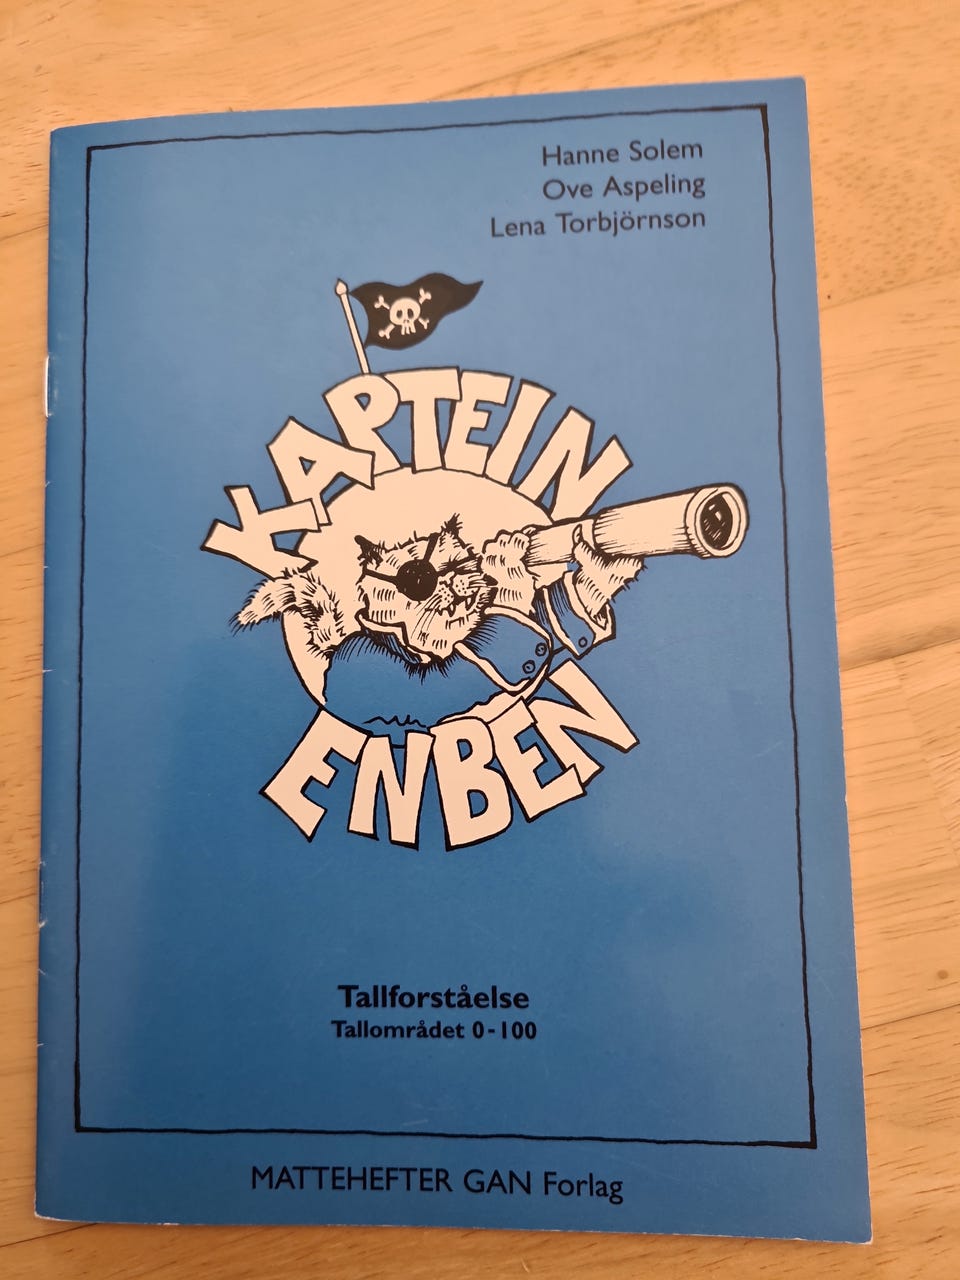 Hanne Solem
Ove Aspeling
Lena Torbjörnson
KAPTEIN
ENBEN
Tallforståelse
Tallområdet 0-100
MATTEHEFTER GAN Forlag